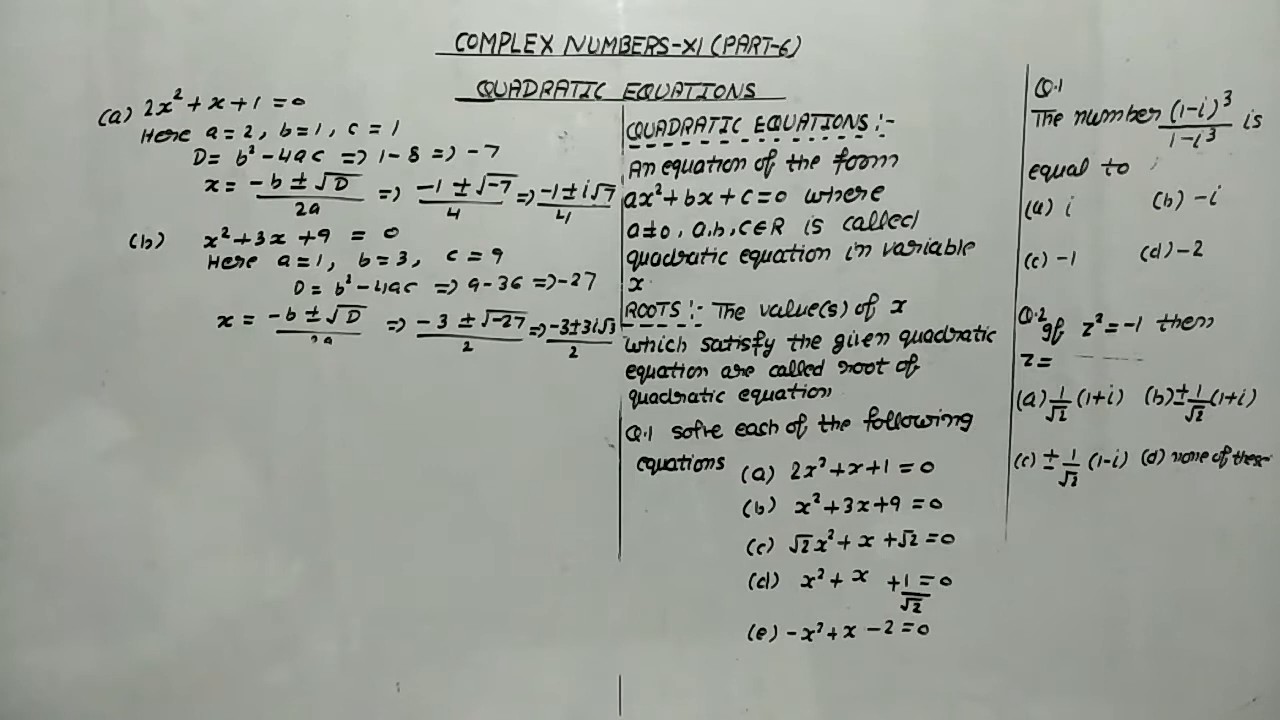 COMPLEX NUMBERS-XI (PART-6)
QUADRATIC EQUATIONS
(a) 2x² + x + 1 = 0
Here a = 2, b = 1, c = 1
D = b² - 4ac => 1 - 8 => -7
x = (-b ± √D)/2a => (-1 ± √-7)/4 => (-1 ± i√7)/4
(b) x² + 3x + 9 = 0
Here a = 1, b = 3, c = 9
D = b² - 4ac => 9 - 36 => -27
x = (-b ± √D)/2a => (-3 ± √-27)/2 => (-3 ± 3i√3)/2
QUADRATIC EQUATIONS :-
An equation of the form
ax² + bx + c = 0 where
a ≠ 0, a, b, c ∈ R is called
quadratic equation in variable
x
ROOTS :- The value(s) of x
which satisfy the given quadratic
equation are called root of
quadratic equation
Q.1 solve each of the following
equations
(a) 2x² + x + 1 = 0
(b) x² + 3x + 9 = 0
(c) √2x² + x + √2 = 0
(d) x² + x + 1/√2 = 0
(e) -x² + x - 2 = 0
Q.1
The number (1-i)³/(1-i³) is
equal to
(a) i (b) -i
(c) -1 (d) -2
Q.2 If z² = -1 then
z =
(a) 1/√2 (1+i) (b) ± 1/√2 (1+i)
(c) ± 1/√2 (1-i) (d) none of these